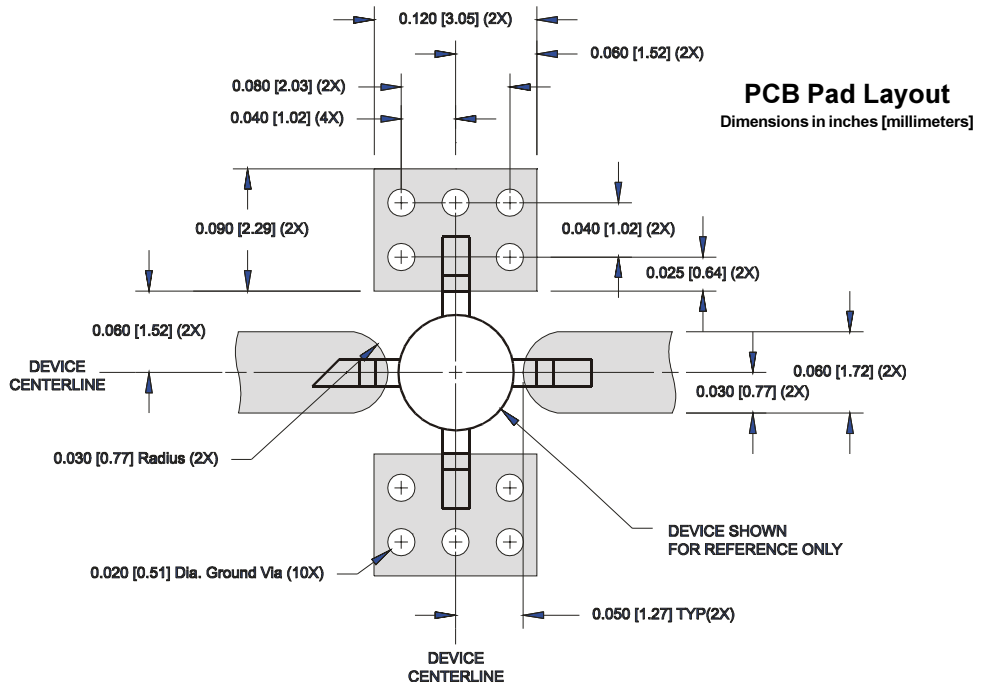 0.120 [3.05] (2X)
0.060 [1.52] (2X)
0.080 [2.03] (2X)
PCB Pad Layout
0.040 [1.02] (4X)
Dimensions in inches [millimeters]
0.090 [2.29] (2X)
0.040 [1.02] (2X)
0.025 [0.64] (2X)
0.060 [1.52] (2X)
DEVICE
CENTERLINE
0.060 [1.72] (2X)
0.030 [0.77] (2X)
0.030 [0.77] Radius (2X)
DEVICE SHOWN
FOR REFERENCE ONLY
0.020 [0.51] Dia. Ground Via (10X)
0.050 [1.27] TYP(2X)
DEVICE
CENTERLINE